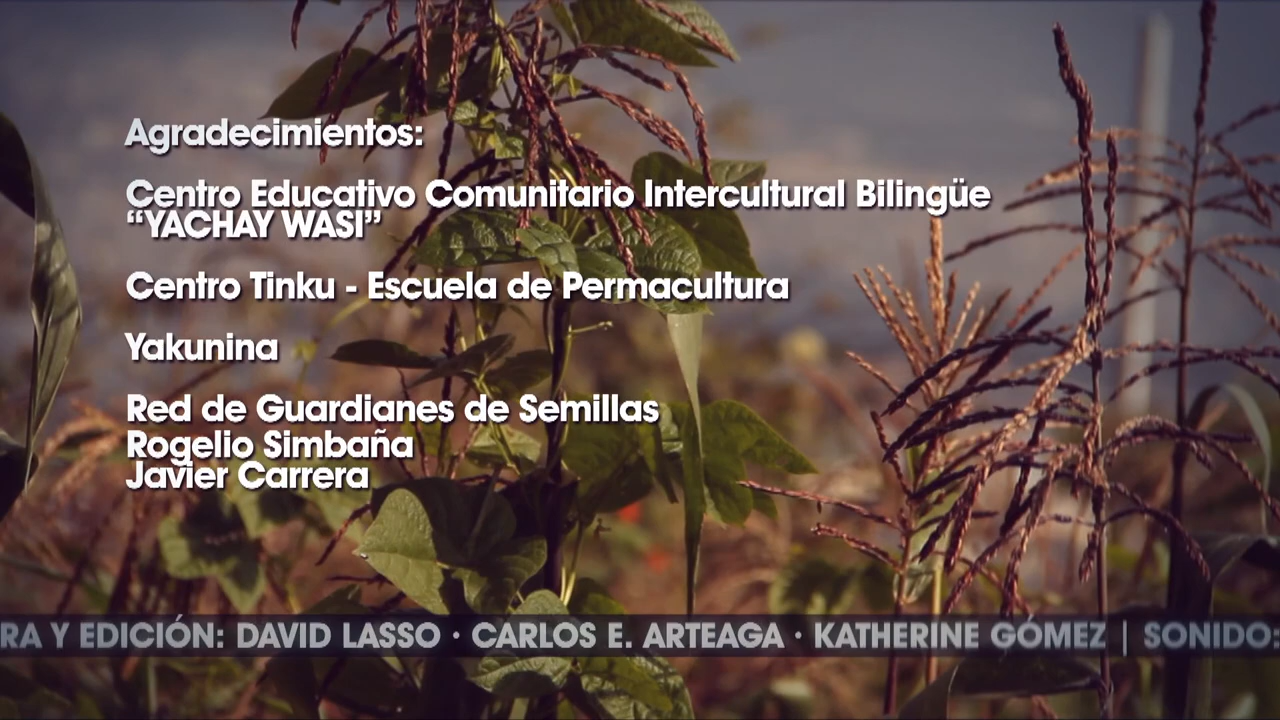 Agradecimientos:
Centro Educativo Comunitario Intercultural Bilingüe
“YACHAY WASI”
Centro Tinku - Escuela de Permacultura
Yakunina
Red de Guardianes de Semillas
Rogelio Simbaña
Javier Carrera
RA Y EDICIÓN: DAVID LASSO · CARLOS E. ARTEAGA · KATHERINE GÓMEZ | SONIDO: